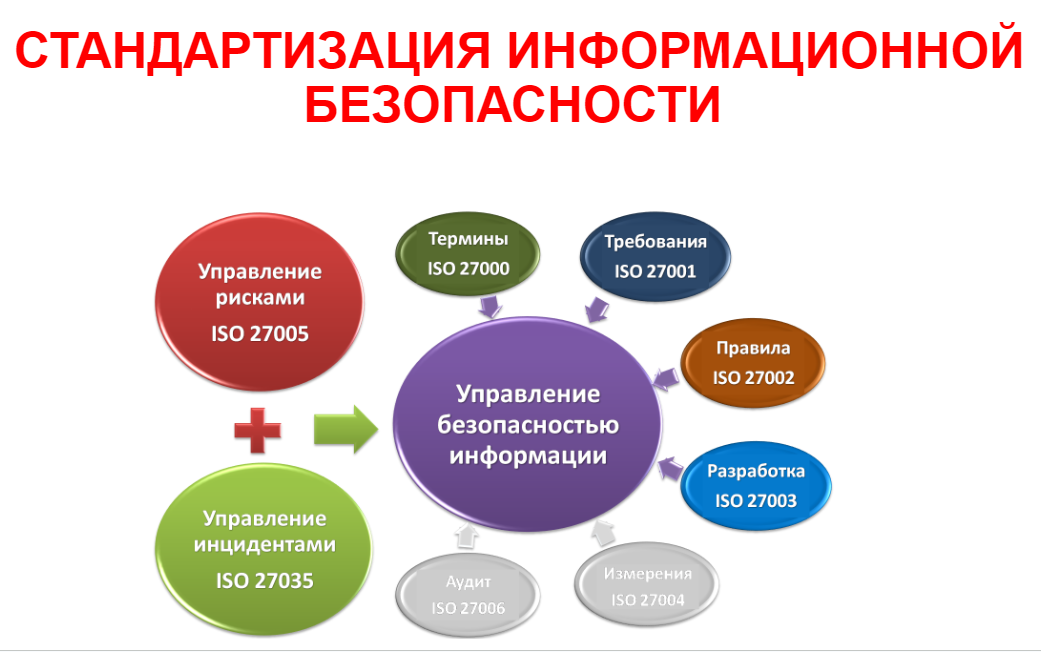 СТАНДАРТИЗАЦИЯ ИНФОРМАЦИОННОЙ
БЕЗОПАСНОСТИ
Управление
рисками
ISO 27005
Управление
инцидентами
ISO 27035
Термины
ISO 27000
Требования
ISO 27001
Правила
ISO 27002
Разработка
ISO 27003
Измерения
ISO 27004
Аудит
ISO 27006
Управление
безопасностью
информации